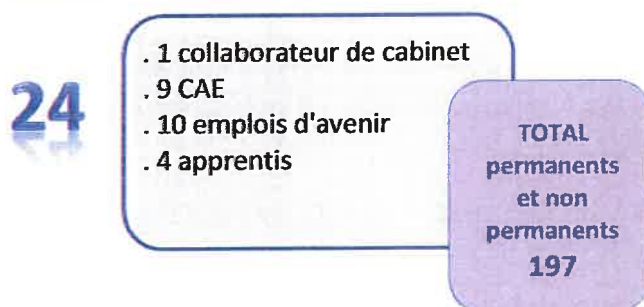 24
. 1 collaborateur de cabinet
. 9 CAE
. 10 emplois d'avenir
. 4 apprentis
TOTAL
permanents
et non
permanents
197